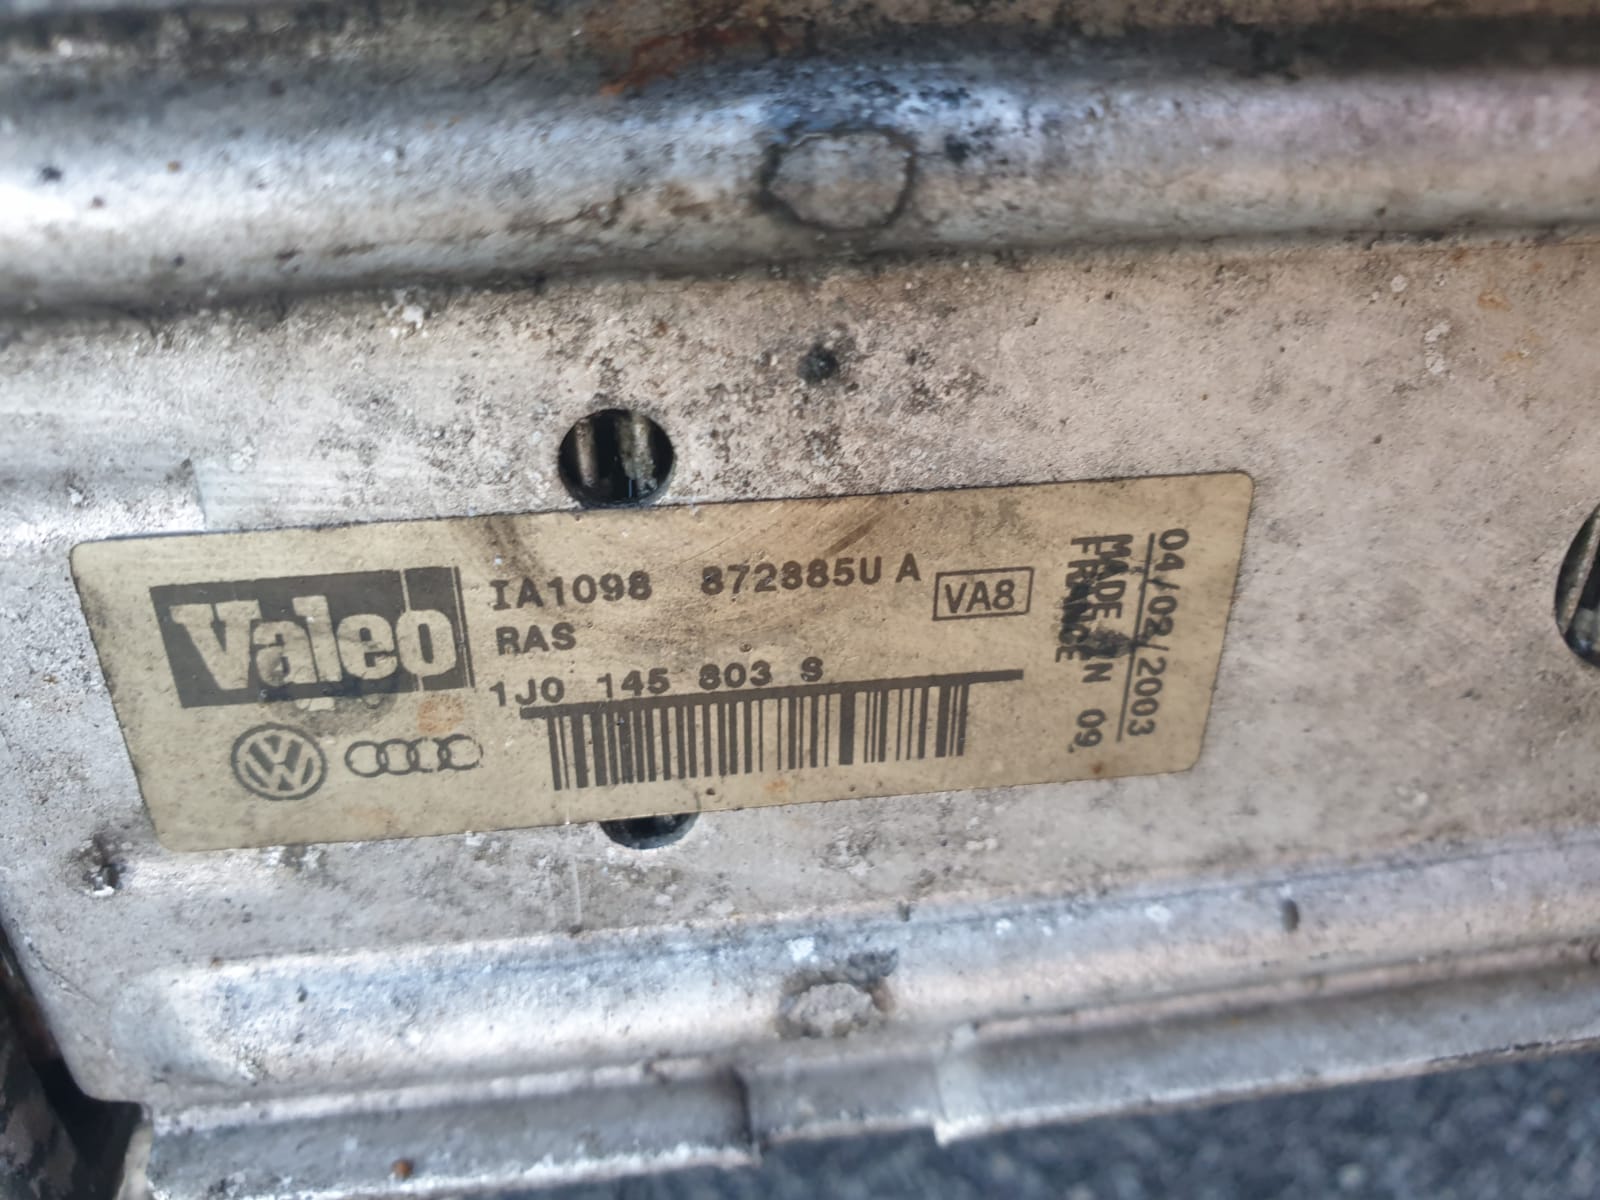 Valeo
IA1098 872885U A
VA8
RAS
1J0 145 803 S
04/02/2003
MADE IN 09
FRANCE